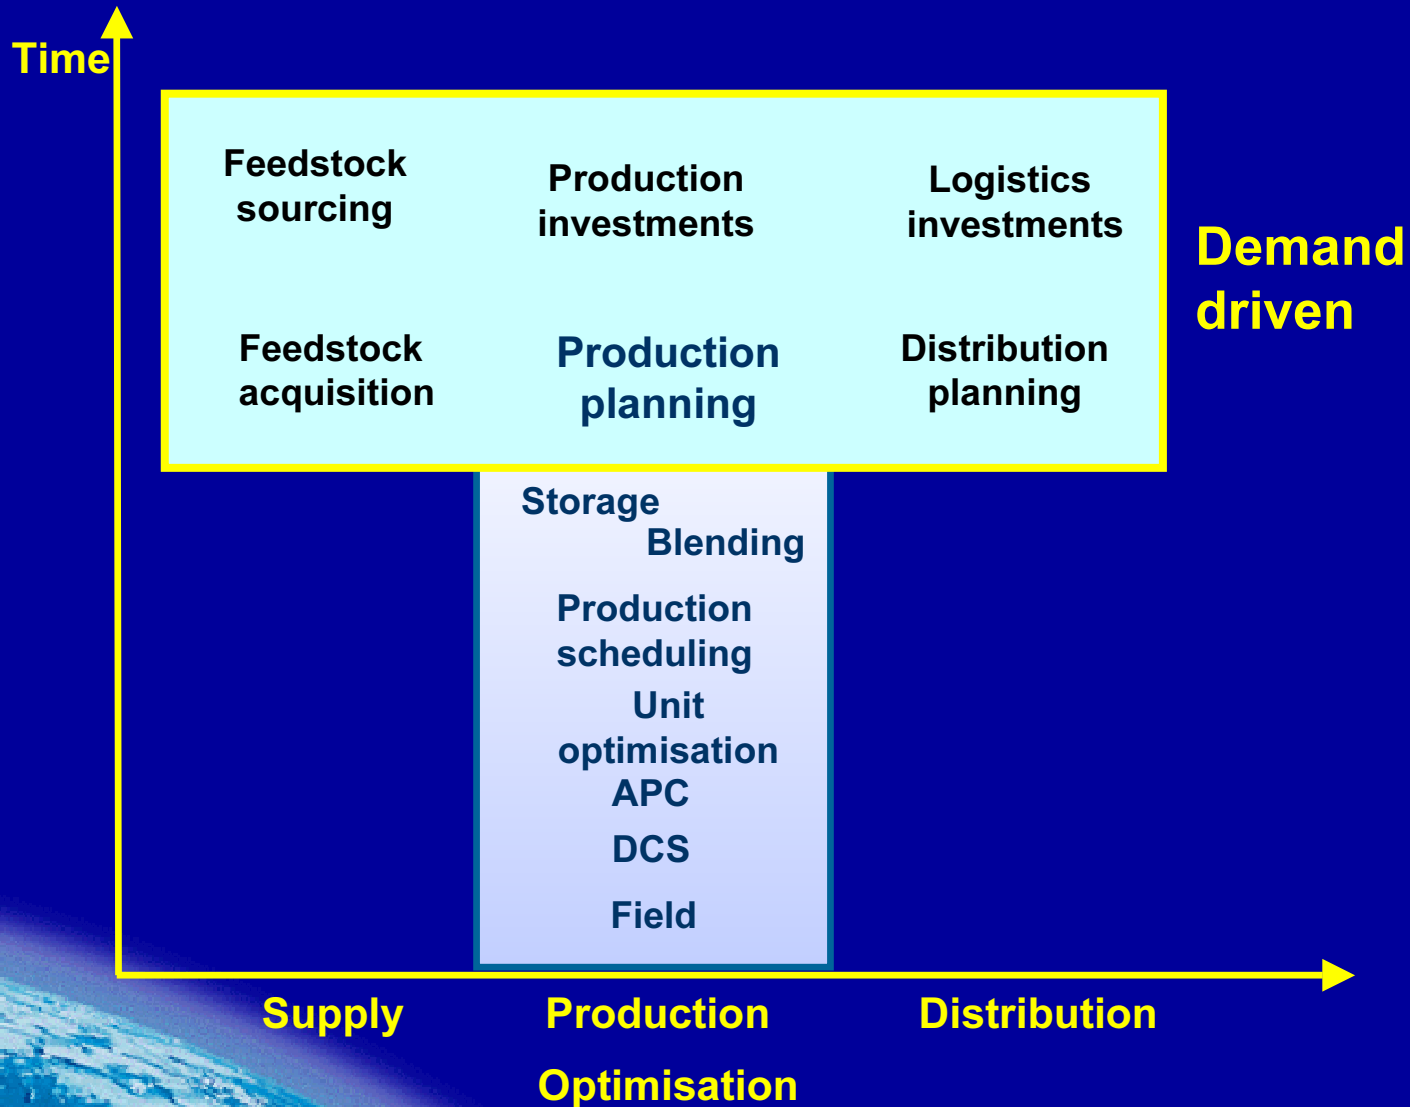 Time
Feedstock
sourcing
Production
investments
Logistics
investments
Demand
driven
Feedstock
acquisition
Production
planning
Distribution
planning
Storage
Blending
Production
scheduling
Unit
optimisation
APC
DCS
Field
Supply
Production
Distribution
Optimisation